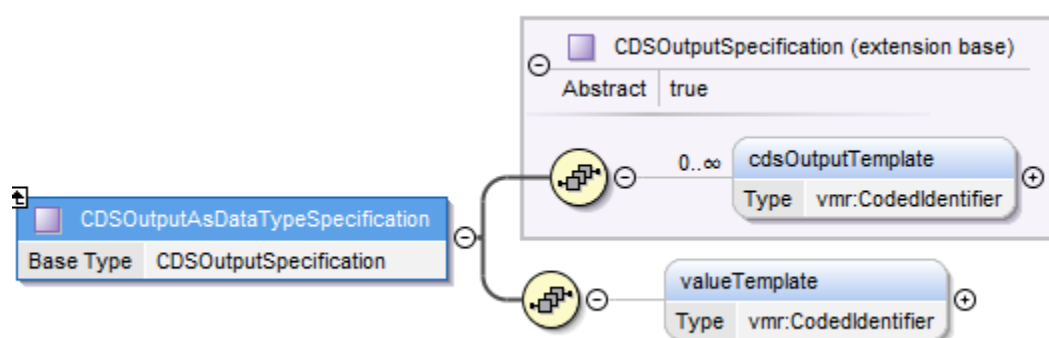 CDSOutputSpecification (extension base)
Abstract true
0..∞
cdsOutputTemplate
Type vmr:CodedIdentifier
CDSOutputAsDataTypeSpecification
Base Type CDSOutputSpecification
valueTemplate
Type vmr:CodedIdentifier